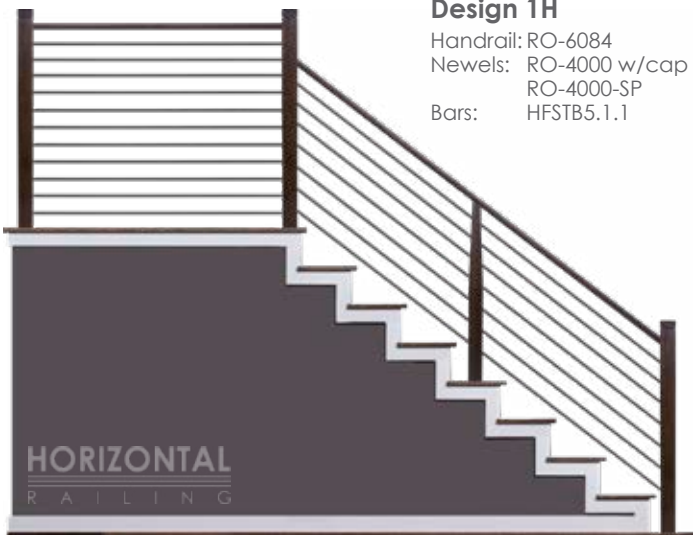 Design 1H
Handrail: RO-6084
Newels: RO-4000 w/cap
RO-4000-SP
Bars: HFSTB5.1.1
HORIZONTAL
RAILING